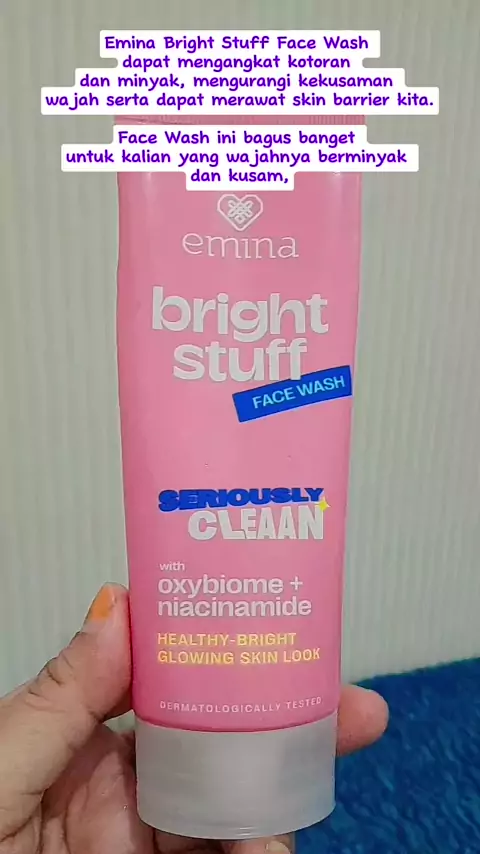 Emina Bright Stuff Face Wash
dapat mengangkat kotoran
dan minyak, mengurangi kekusaman
wajah serta dapat merawat skin barrier kita.
Face Wash ini bagus banget
untuk kalian yang wajahnya berminyak
dan kusam,
emina
bright
stuff
FACE WASH
SERIOUSLY
CLEAAN
with
oxybiome +
niacinamide
HEALTHY-BRIGHT
GLOWING SKIN LOOK
DERMATOLOGICALLY TESTED